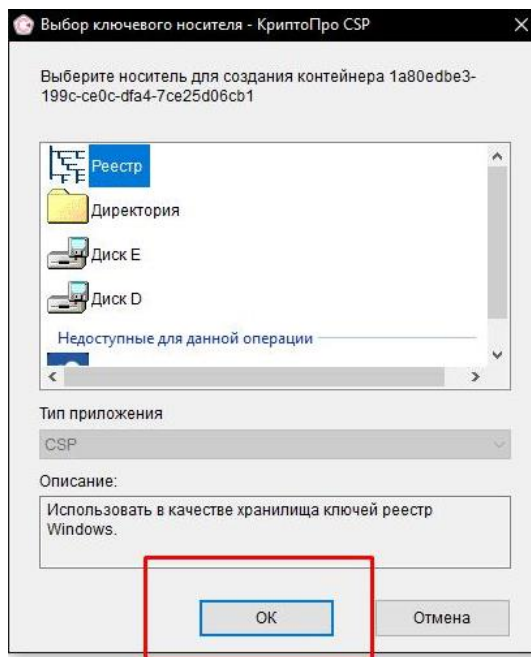 Выбор ключевого носителя - КриптоПро CSP
Выберите носитель для создания контейнера 1a80edbe3-
199c-ce0c-dfa4-7ce25d06cb1
Реестр
Директория
Диск E
Диск D
Недоступные для данной операции
Тип приложения
CSP
Описание:
Использовать в качестве хранилища ключей реестр
Windows.
ОК
Отмена